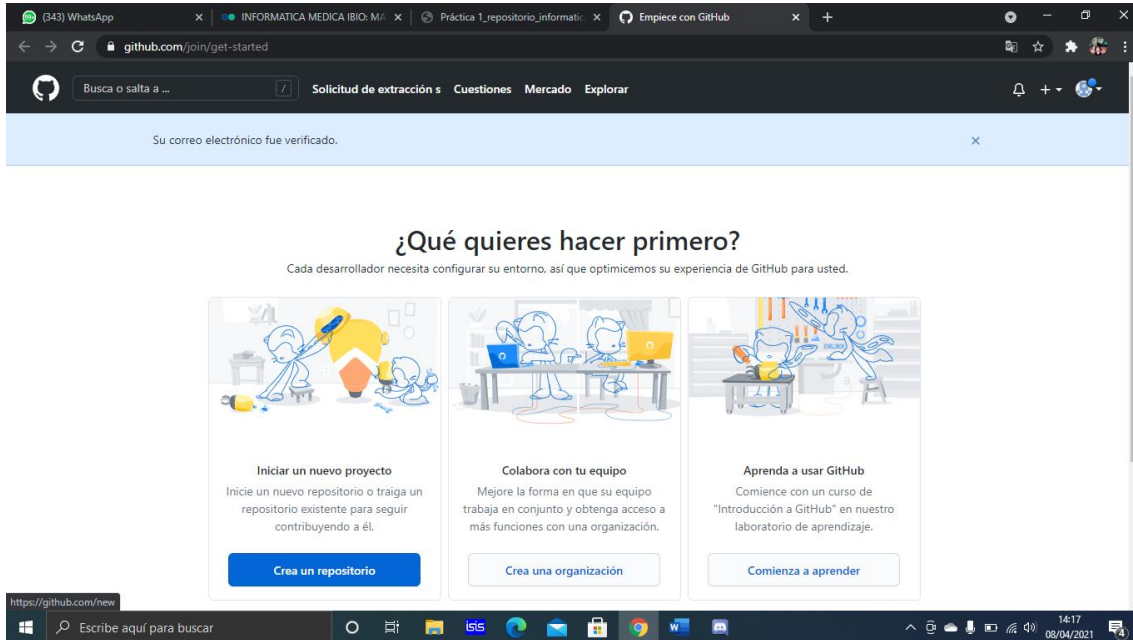 (343) WhatsApp
INFORMATICA MEDICA IBIO: MA
Práctica 1_repositorio_informatic
Empiece con GitHub
github.com/join/get-started
Busca o salta a ...
/
Solicitud de extracción s Cuestiones Mercado Explorar
Su correo electrónico fue verificado.
¿Qué quieres hacer primero?
Cada desarrollador necesita configurar su entorno, así que optimicemos su experiencia de GitHub para usted.
Iniciar un nuevo proyecto
Inicie un nuevo repositorio o traiga un
repositorio existente para seguir
contribuyendo a él.
Crea un repositorio
Colabora con tu equipo
Mejore la forma en que su equipo
trabaja en conjunto y obtenga acceso a
más funciones con una organización.
Crea una organización
Aprenda a usar GitHub
Comience con un curso de
"Introducción a GitHub" en nuestro
laboratorio de aprendizaje.
Comienza a aprender
https://github.com/new
Escribe aquí para buscar
isis
14:17
08/04/2021
4